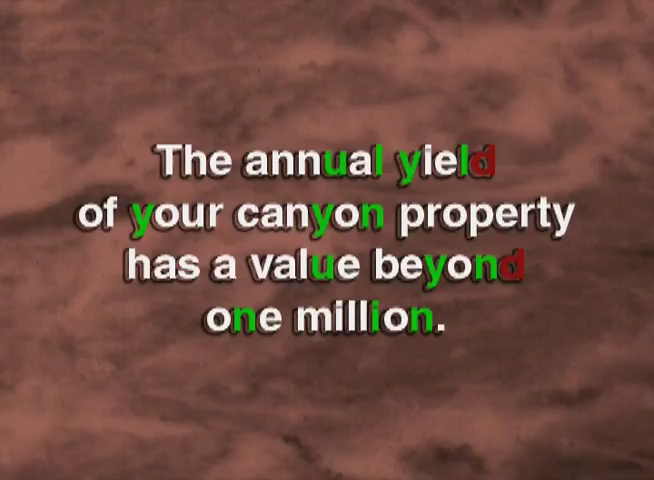 The annual yield
of your canyon property
has a value beyond
one million.